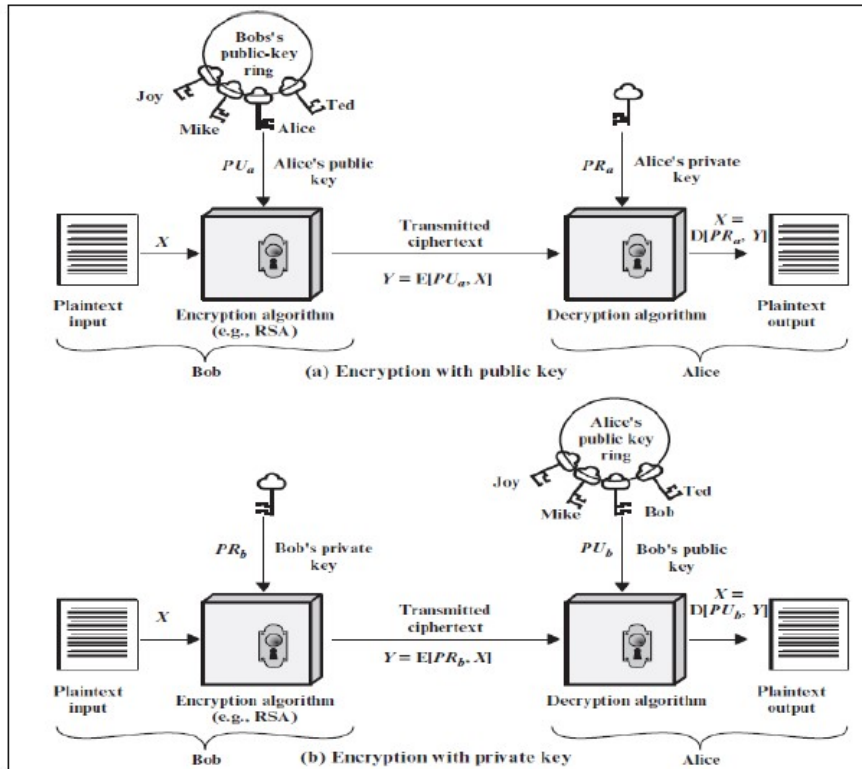 Bobs's
public-key
ring
Joy
Ted
Mike
Alice
PUa
Alice's public
key
PRa
Alice's private
key
X
Transmitted
ciphertext
X =
D[PRa, Y]
Y = E[PUa, X]
Plaintext
input
Encryption algorithm
(e.g., RSA)
Decryption algorithm
Plaintext
output
Bob
(a) Encryption with public key
Alice
Alice's
public key
ring
Joy
Ted
Mike
Bob
PRb
Bob's private
key
PUb
Bob's public
key
X
Transmitted
ciphertext
X =
D[PUb, Y]
Y = E[PRb, X]
Plaintext
input
Encryption algorithm
(e.g., RSA)
Decryption algorithm
Plaintext
output
Bob
(b) Encryption with private key
Alice